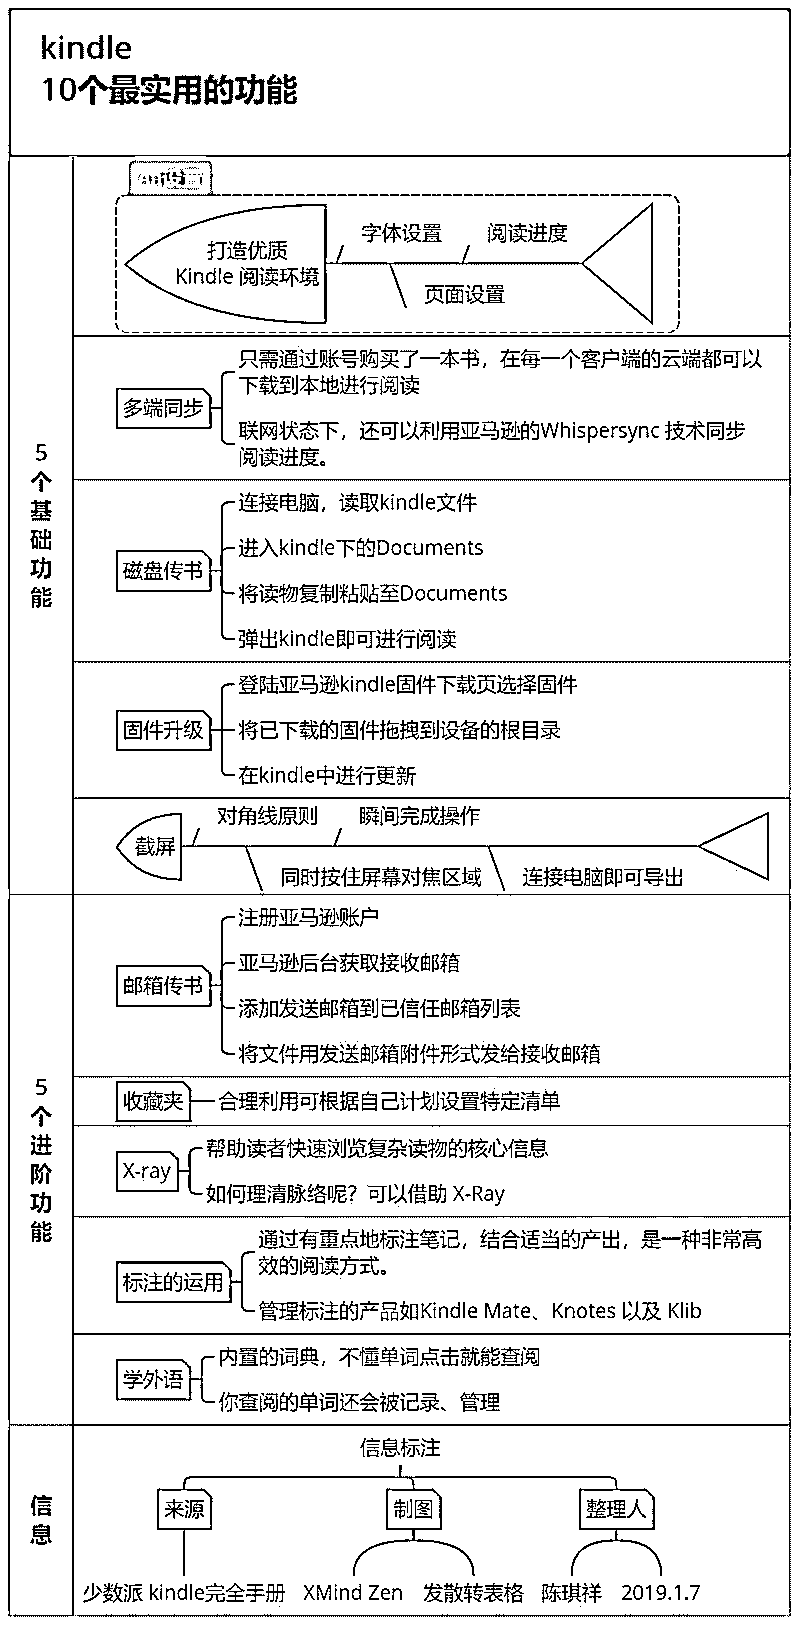 kindle
10个最实用的功能
5个基础功能
打造优质
Kindle 阅读环境
字体设置
阅读进度
页面设置
多端同步
只需通过账号购买了一本书，在每一个客户端的云端都可以
下载到本地进行阅读
联网状态下，还可以利用亚马逊的Whispersync 技术同步
阅读进度。
磁盘传书
连接电脑，读取kindle文件
进入kindle下的Documents
将读物复制粘贴至Documents
弹出kindle即可进行阅读
固件升级
登陆亚马逊kindle固件下载页选择固件
将已下载的固件拖拽到设备的根目录
在kindle中进行更新
截屏
对角线原则
瞬间完成操作
同时按住屏幕对焦区域
连接电脑即可导出
5个进阶功能
邮箱传书
注册亚马逊账户
亚马逊后台获取接收邮箱
添加发送邮箱到已信任邮箱列表
将文件用发送邮箱附件形式发给接收邮箱
收藏夹
合理利用可根据自己计划设置特定清单
X-ray
帮助读者快速浏览复杂读物的核心信息
如何理清脉络呢？可以借助 X-Ray
标注的运用
通过有重点地标注笔记，结合适当的产出，是一种非常高
效的阅读方式。
管理标注的产品如Kindle Mate、Knotes 以及 Klib
学外语
内置的词典，不懂单词点击就能查阅
你查阅的单词还会被记录、管理
信息
信息标注
来源
制图
整理人
少数派 kindle完全手册
XMind Zen
发散转表格
陈琪祥
2019.1.7